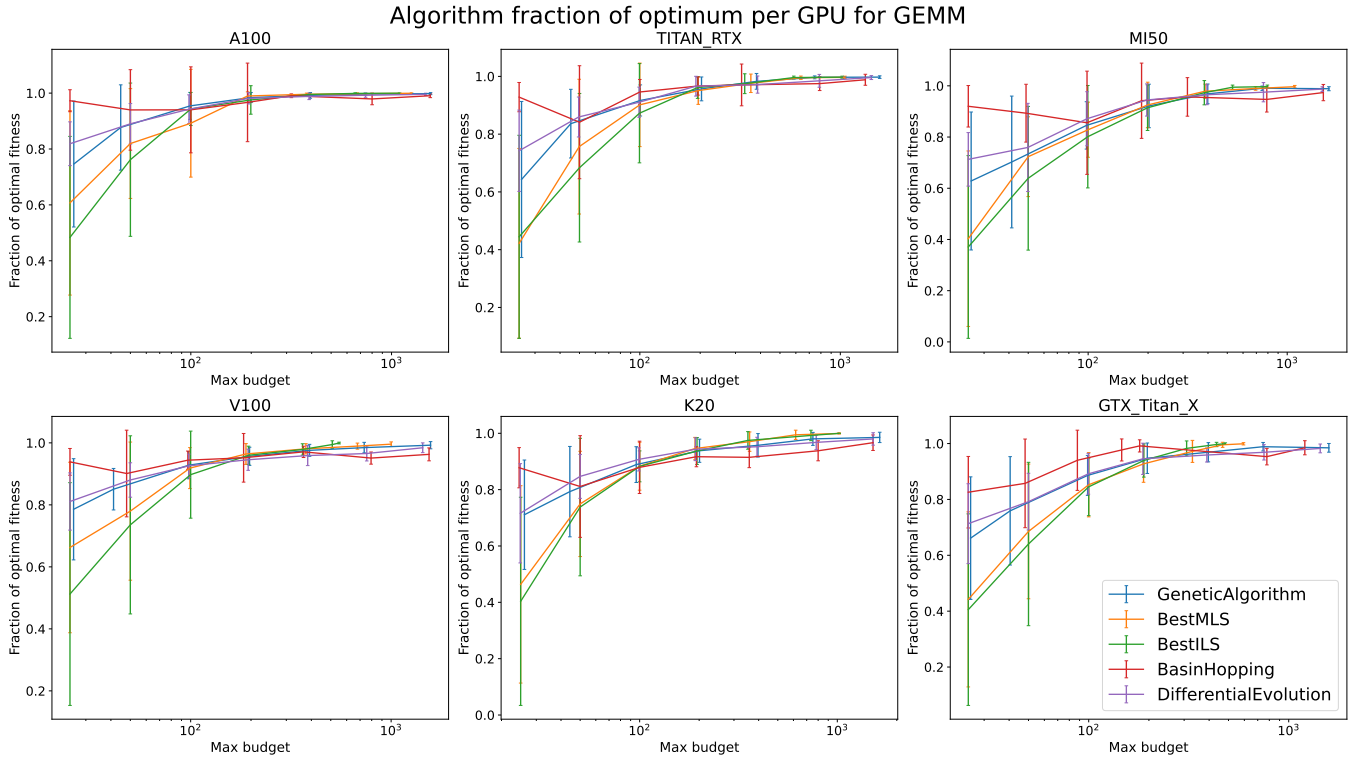 Algorithm fraction of optimum per GPU for GEMM
A100
Fraction of optimal fitness
1.0
0.8
0.6
0.4
0.2
10²
10³
Max budget
TITAN_RTX
Fraction of optimal fitness
1.0
0.8
0.6
0.4
0.2
10²
10³
Max budget
MI50
Fraction of optimal fitness
1.0
0.8
0.6
0.4
0.2
0.0
10²
10³
Max budget
V100
Fraction of optimal fitness
1.0
0.8
0.6
0.4
0.2
10²
10³
Max budget
K20
Fraction of optimal fitness
1.0
0.8
0.6
0.4
0.2
0.0
10²
10³
Max budget
GTX_Titan_X
Fraction of optimal fitness
1.0
0.8
0.6
0.4
0.2
10²
10³
Max budget
GeneticAlgorithm
BestMLS
BestILS
BasinHopping
DifferentialEvolution